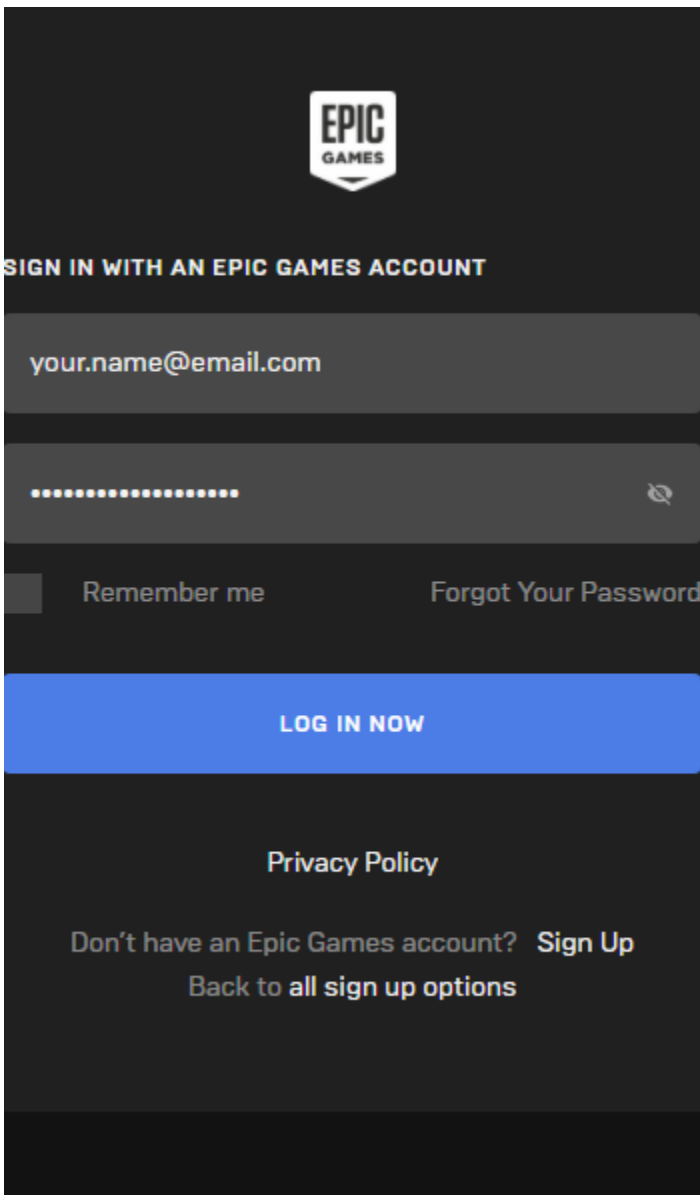 EPIC
GAMES
SIGN IN WITH AN EPIC GAMES ACCOUNT
your.name@email.com
•••••••••••••••••••
Remember me
Forgot Your Password
LOG IN NOW
Privacy Policy
Don’t have an Epic Games account? Sign Up
Back to all sign up options